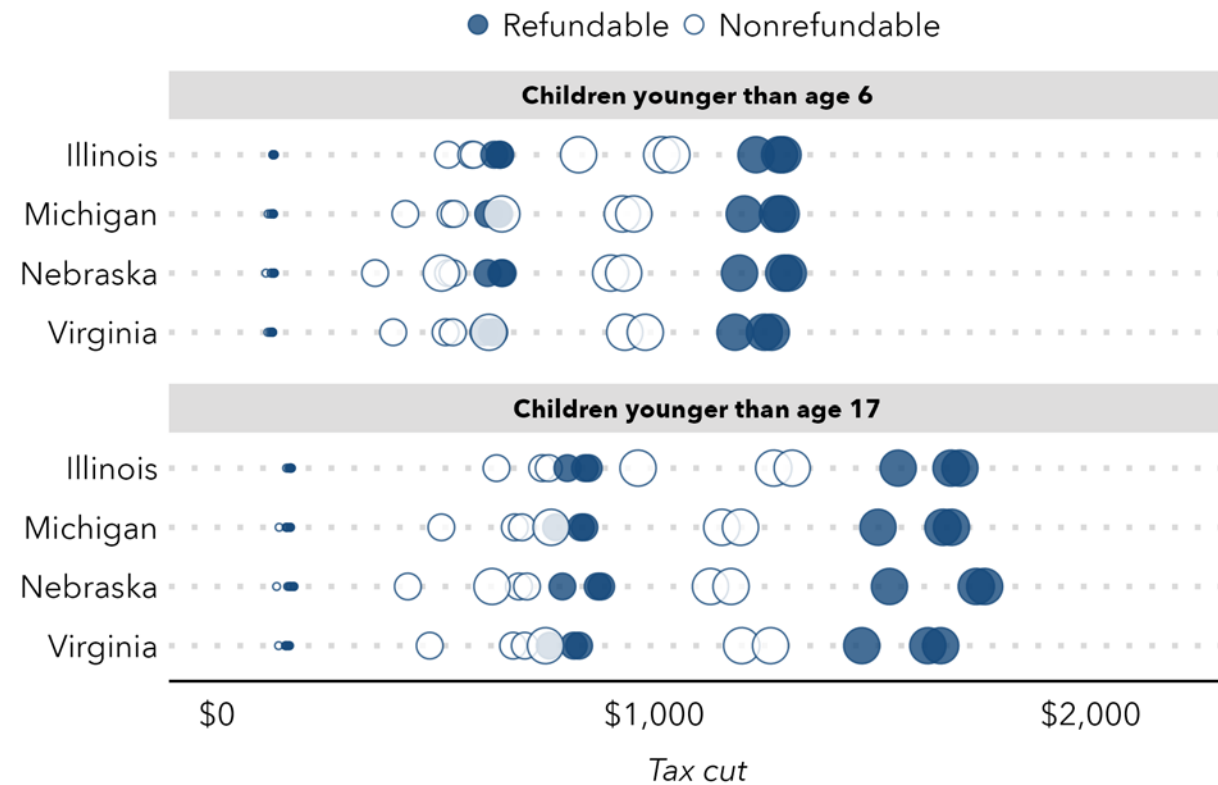 Refundable Nonrefundable
Children younger than age 6
Illinois
Michigan
Nebraska
Virginia
Children younger than age 17
Illinois
Michigan
Nebraska
Virginia
$0 $1,000 $2,000
Tax cut